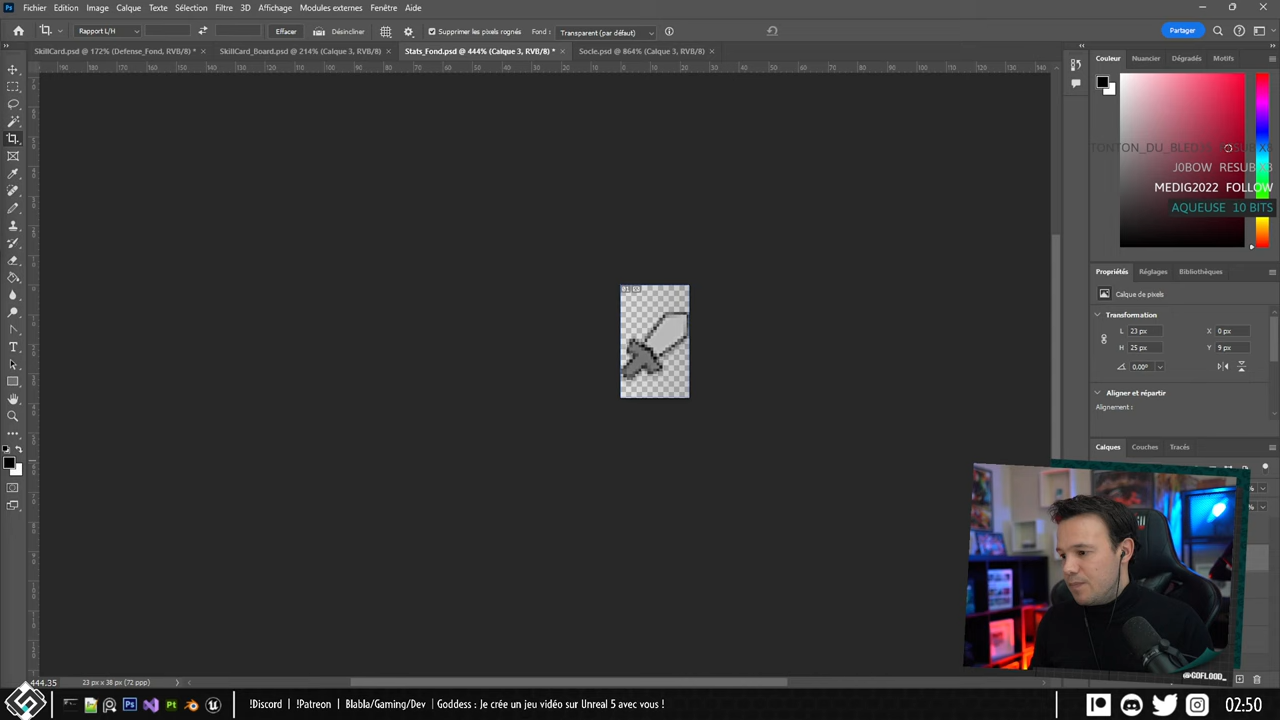 Fichier Edition Image Calque Texte Sélection Filtre 3D Affichage Modules externes Fenêtre Aide
Rapport L/H Effacer Désincliner Supprimer les pixels rognés Fond : Transparent (par défaut) Partager
SkillCard.psd @ 172% (Defense_Fond, RVB/8) * × SkillCard_Board.psd @ 214% (Calque 3, RVB/8) × Stats_Fond.psd @ 444% (Calque 3, RVB/8) * × Socle.psd @ 864% (Calque 3, RVB/8) ×
Couleur Nuancier Dégradés Motifs
J0BOW RESUB X8
MEDIG2022 FOLLOW
AQUEUSE 10 BITS
Propriétés Réglages Bibliothèques
Calque de pixels
Transformation
L 23 px X 0 px
H 25 px Y 9 px
0,00°
Aligner et répartir
Alignement :
Calques Couches Tracés
444.35 23 px x 38 px (72 ppp)
@GOFLOOD_
!Discord !Patreon Blabla/Gaming/Dev Goddess : Je crée un jeu vidéo sur Unreal 5 avec vous ! 02:50